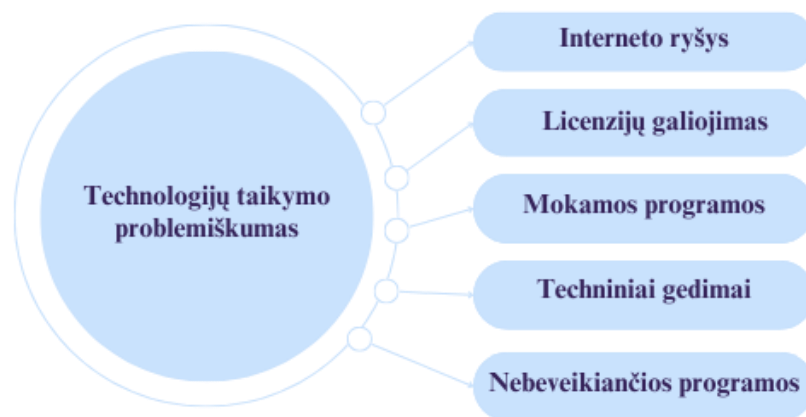 Technologijų taikymo
problemiškumas
Interneto ryšys
Licenzijų galiojimas
Mokamos programos
Techniniai gedimai
Nebeveikiančios programos